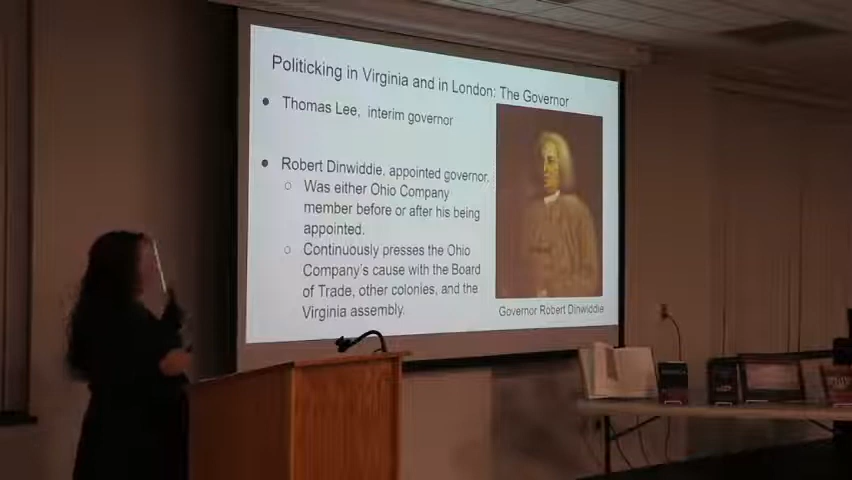 Politicking in Virginia and in London: The Governor
● Thomas Lee, interim governor
● Robert Dinwiddie, appointed governor.
○ Was either Ohio Company
member before or after his being
appointed.
○ Continuously presses the Ohio
Company's cause with the Board
of Trade, other colonies, and the
Virginia assembly.
Governor Robert Dinwiddie